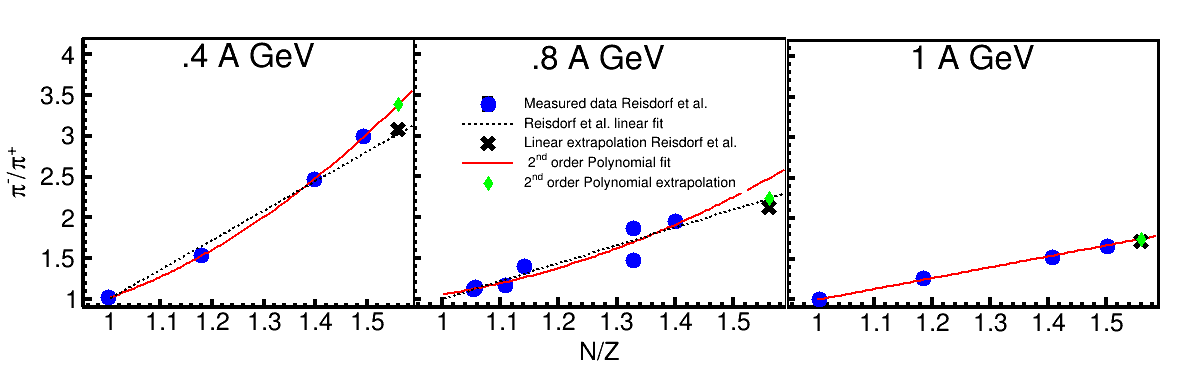 .4 A GeV
.8 A GeV
1 A GeV
4
3.5
3
2.5
2
1.5
1
π⁻/π⁺
Measured data Reisdorf et al.
Reisdorf et al. linear fit
Linear extrapolation Reisdorf et al.
2nd order Polynomial fit
2nd order Polynomial extrapolation
1 1.1 1.2 1.3 1.4 1.5
1 1.1 1.2 1.3 1.4 1.5
1 1.1 1.2 1.3 1.4 1.5
N/Z